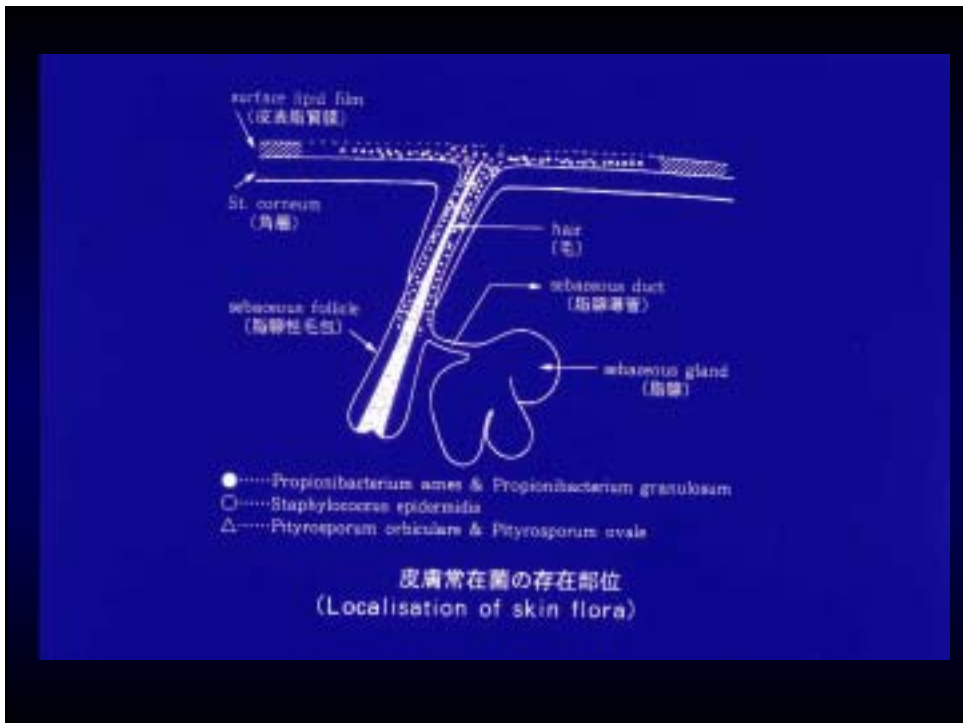 surface lipid film
(皮表脂質膜)
St. corneum
(角層)
hair
(毛)
sebaceous duct
(脂腺導管)
sebaceous follicle
(脂腺性毛包)
sebaceous gland
(脂腺)
●……Propionibacterium acnes & Propionibacterium granulosum
○……Staphylococcus epidermidis
△……Pityrosporum orbiculare & Pityrosporum ovale
皮膚常在菌の存在部位
(Localisation of skin flora)